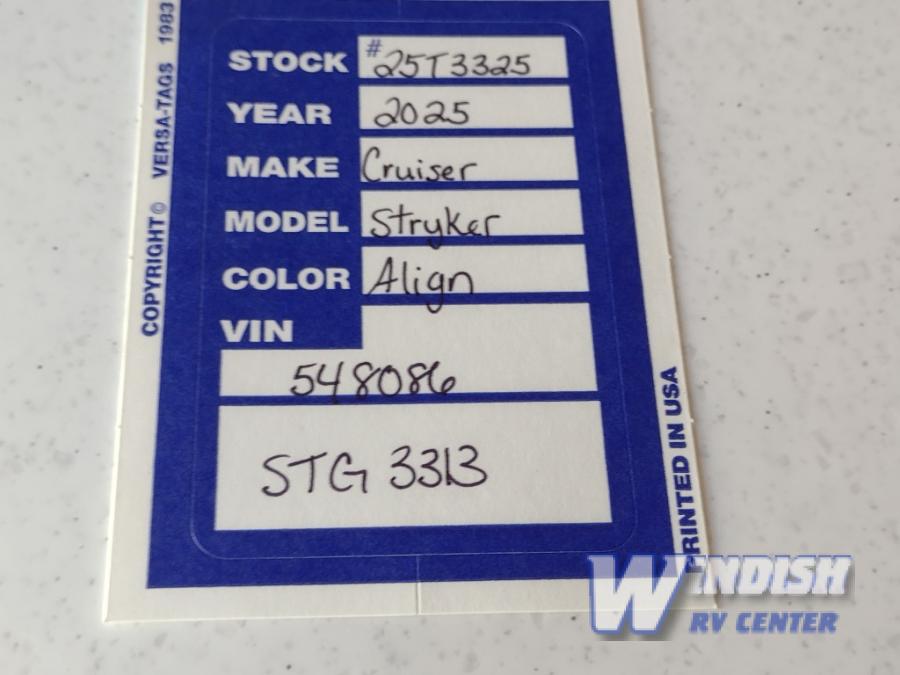 STOCK # 25T3325
YEAR 2025
MAKE Cruiser
MODEL Stryker
COLOR Align
VIN
548086
STG 3313
COPYRIGHT © VERSA-TAGS 1983
PRINTED IN USA
WINDISH
RV CENTER